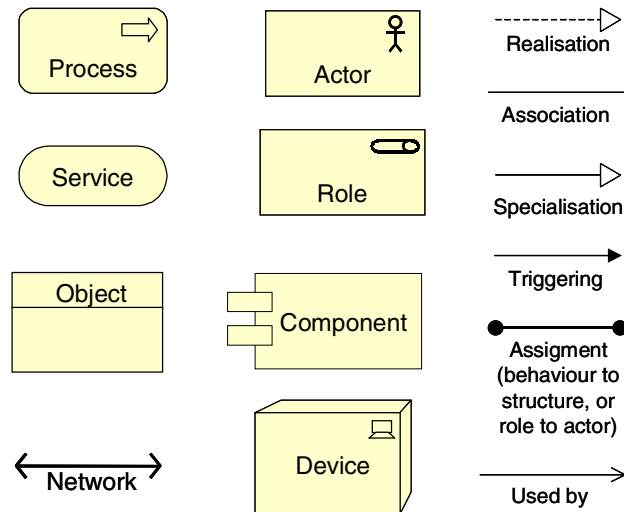 Process
Actor
Realisation
Association
Service
Role
Specialisation
Object
Component
Triggering
Assigment
(behaviour to
structure, or
role to actor)
Network
Device
Used by